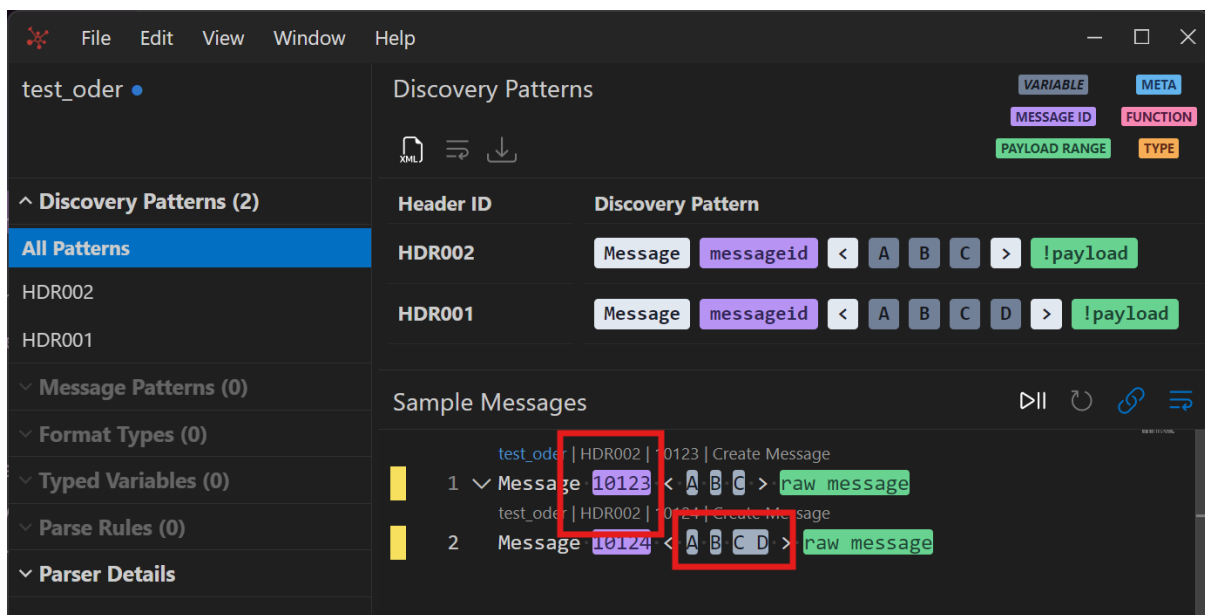 File Edit View Window Help
test_oder
Discovery Patterns
VARIABLE META
MESSAGE ID FUNCTION
PAYLOAD RANGE TYPE
XML
Discovery Patterns (2)
All Patterns
HDR002
HDR001
Message Patterns (0)
Format Types (0)
Typed Variables (0)
Parse Rules (0)
Parser Details
Header ID Discovery Pattern
HDR002 Message messageid < A B C > !payload
HDR001 Message messageid < A B C D > !payload
Sample Messages
test_oder | HDR002 | 10123 | Create Message
1 Message 10123 < A B C > raw message
test_oder | HDR002 | 10124 | Create Message
2 Message 10124 < A B C D > raw message